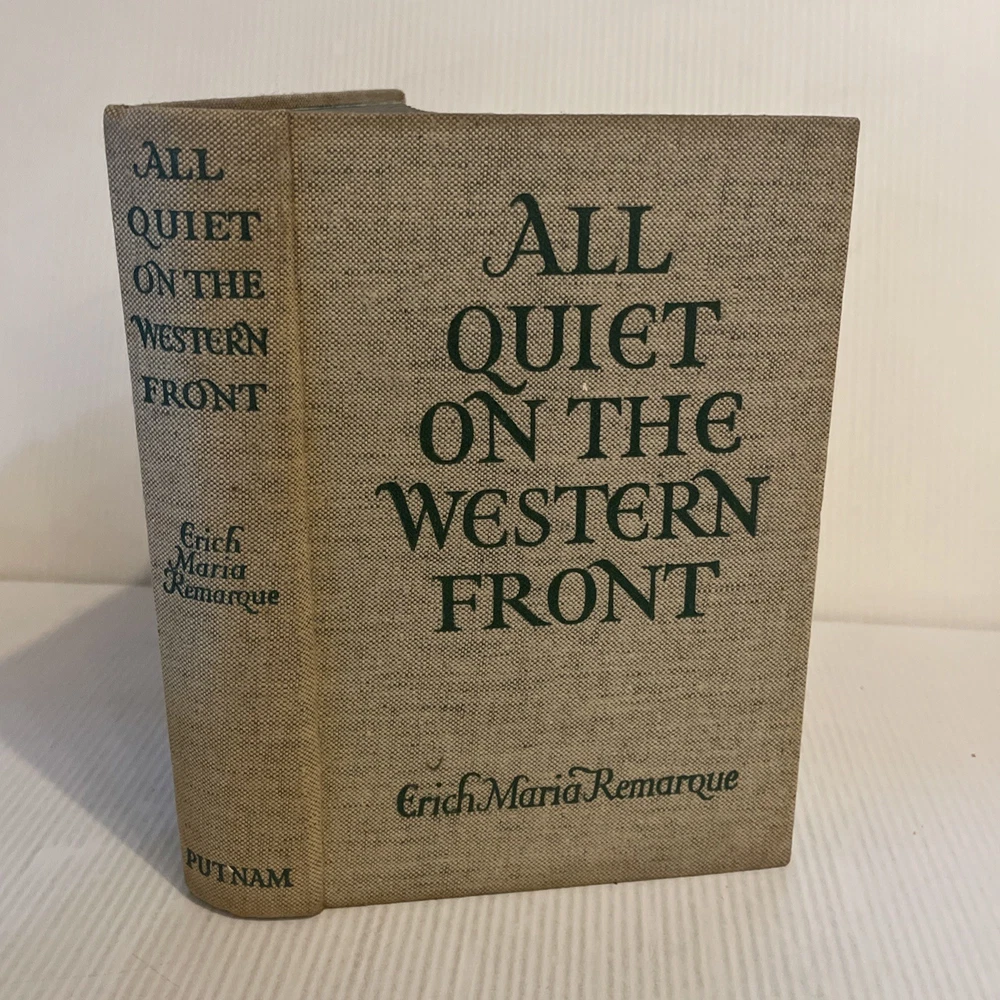 ALL
QUIET
ON THE
WESTERN
FRONT
Erich
Maria
Remarque
PUTNAM
ALL
QUIET
ON THE
WESTERN
FRONT
Erich Maria Remarque